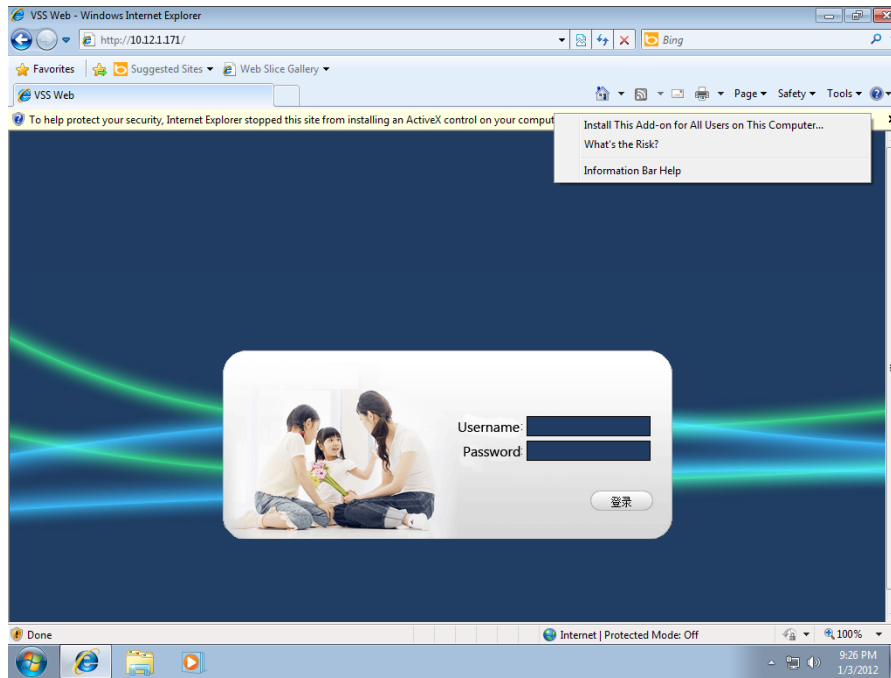 VSS Web - Windows Internet Explorer
http://10.12.1.171/
Bing
Favorites Suggested Sites Web Slice Gallery
VSS Web Page Safety Tools
To help protect your security, Internet Explorer stopped this site from installing an ActiveX control on your
Install This Add-on for All Users on This Computer...
What's the Risk?
Information Bar Help
Username:
Password:
登录
Done Internet | Protected Mode: Off 100%
9:26 PM
1/3/2012